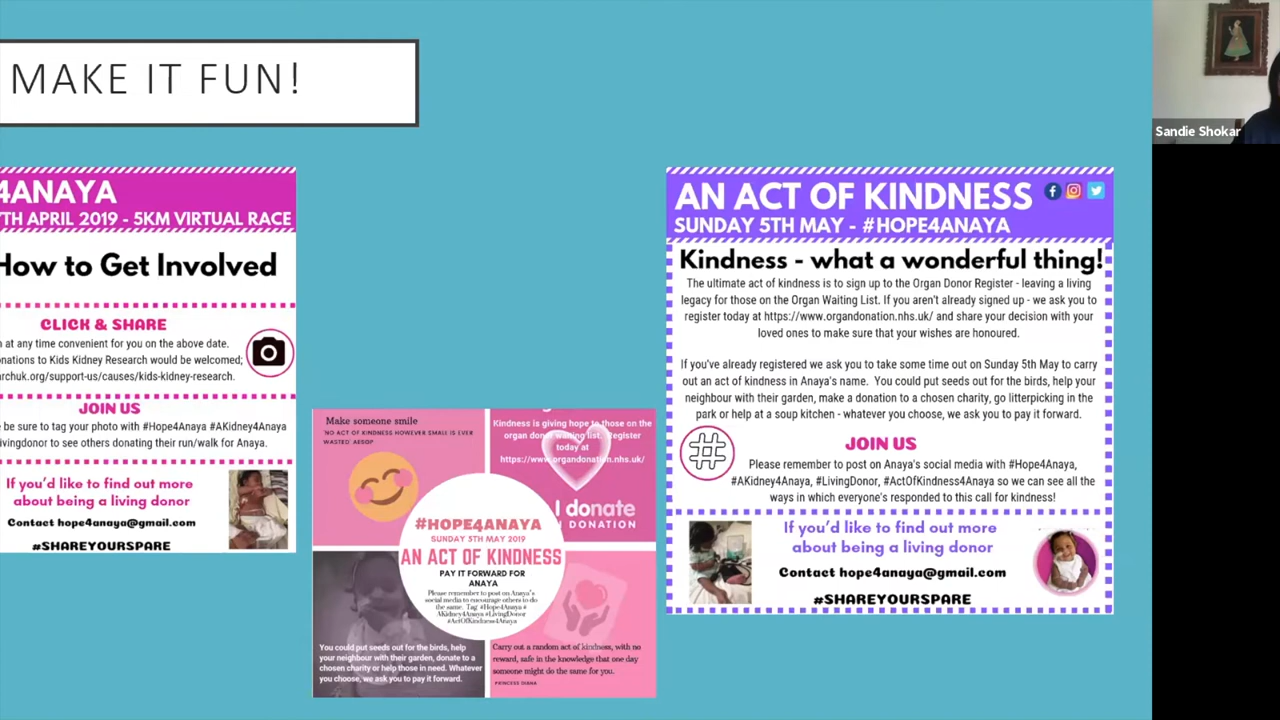 MAKE IT FUN!
Sandie Shokar
4ANAYA
TH APRIL 2019 - 5KM VIRTUAL RACE
How to Get Involved
CLICK & SHARE
at any time convenient for you on the above date.
onations to Kids Kidney Research would be welcomed;
archuk.org/support-us/causes/kids-kidney-research.
JOIN US
be sure to tag your photo with #Hope4Anaya #AKidney4Anaya
ivingdonor to see others donating their run/walk for Anaya.
If you'd like to find out more
about being a living donor
Contact hope4anaya@gmail.com
#SHAREYOURSPARE
Make someone smile
'NO ACT OF KINDNESS HOWEVER SMALL IS EVER
WASTED' AESOP
Kindness is giving hope to those on the
organ donor waiting list. Register
today at
https://www.organdonation.nhs.uk/
I donate
N DONATION
#HOPE4ANAYA
SUNDAY 5TH MAY 2019
AN ACT OF KINDNESS
PAY IT FORWARD FOR
ANAYA
Please remember to post on Anaya's
social media to encourage others to do
the same. Tag #Hope4Anaya #
AKidney4Anaya #LivingDonor
#ActOfKindness4Anaya
You could put seeds out for the birds, help
your neighbour with their garden, donate to a
chosen charity or help those in need. Whatever
you choose, we ask you to pay it forward.
Carry out a random act of kindness, with no
reward, safe in the knowledge that one day
someone might do the same for you.
PRINCESS DIANA
AN ACT OF KINDNESS
SUNDAY 5TH MAY - #HOPE4ANAYA
Kindness - what a wonderful thing!
The ultimate act of kindness is to sign up to the Organ Donor Register - leaving a living
legacy for those on the Organ Waiting List. If you aren't already signed up - we ask you to
register today at https://www.organdonation.nhs.uk/ and share your decision with your
loved ones to make sure that your wishes are honoured.
If you've already registered we ask you to take some time out on Sunday 5th May to carry
out an act of kindness in Anaya's name. You could put seeds out for the birds, help your
neighbour with their garden, make a donation to a chosen charity, go litterpicking in the
park or help at a soup kitchen - whatever you choose, we ask you to pay it forward.
JOIN US
Please remember to post on Anaya's social media with #Hope4Anaya,
#AKidney4Anaya, #LivingDonor, #ActOfKindness4Anaya so we can see all the
ways in which everyone's responded to this call for kindness!
If you'd like to find out more
about being a living donor
Contact hope4anaya@gmail.com
#SHAREYOURSPARE